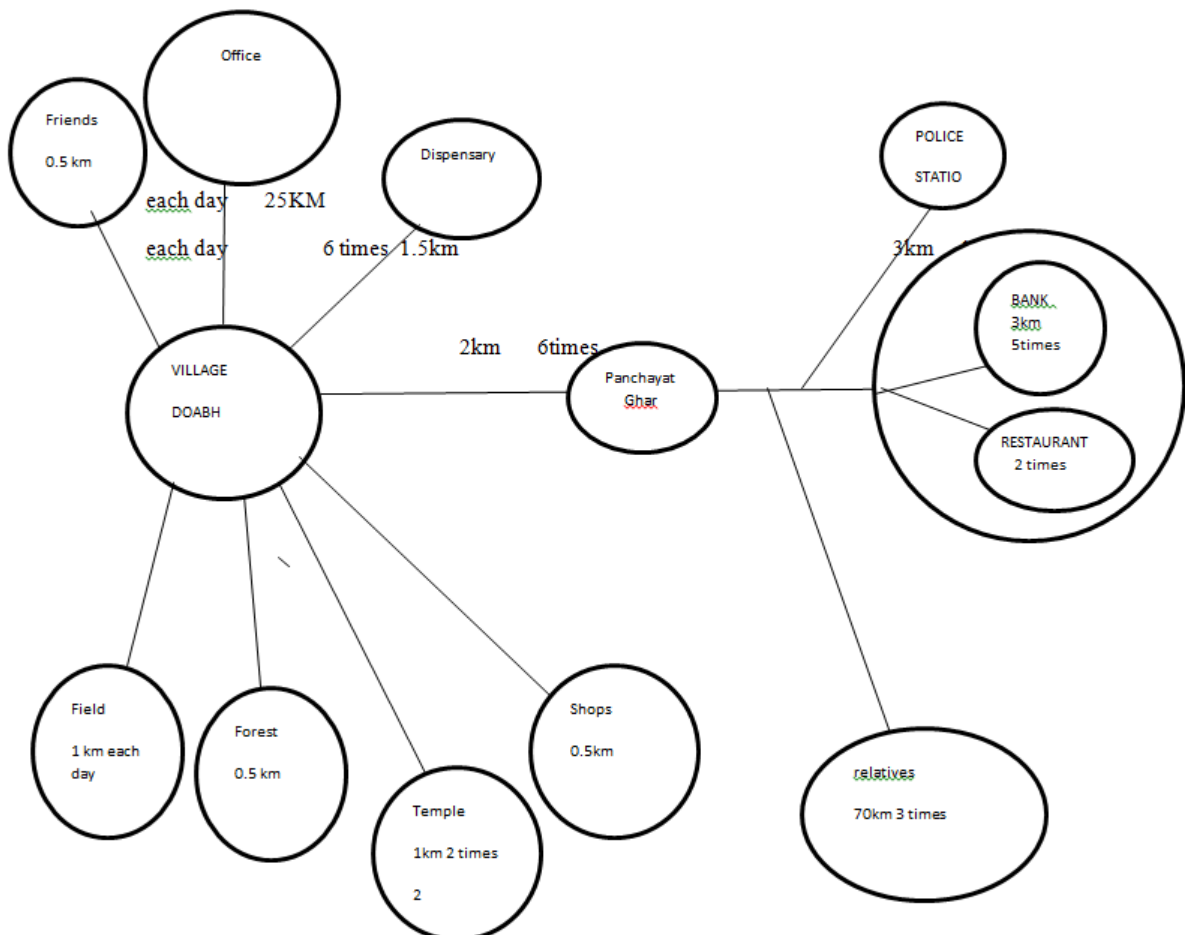 Office
Friends
0.5 km
Dispensary
POLICE
STATIO
each day 25KM
each day 6 times 1.5km
3km
BANK
3km
5times
2km 6times
VILLAGE
DOABH
Panchayat
Ghar
RESTAURANT
2 times
Field
1 km each
day
Forest
0.5 km
Temple
1km 2 times
2
Shops
0.5km
relatives
70km 3 times